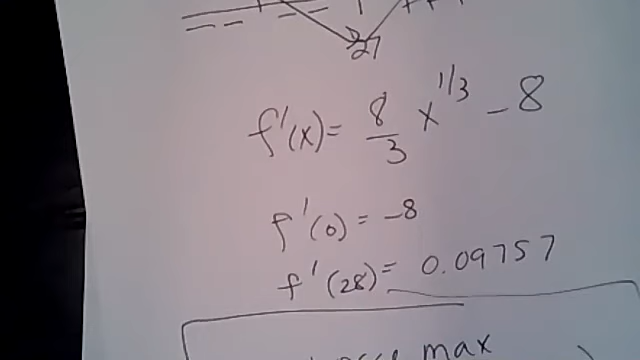 27
f'(x) = 8/3 x^1/3 - 8
f'(0) = -8
f'(28) = 0.09757
max